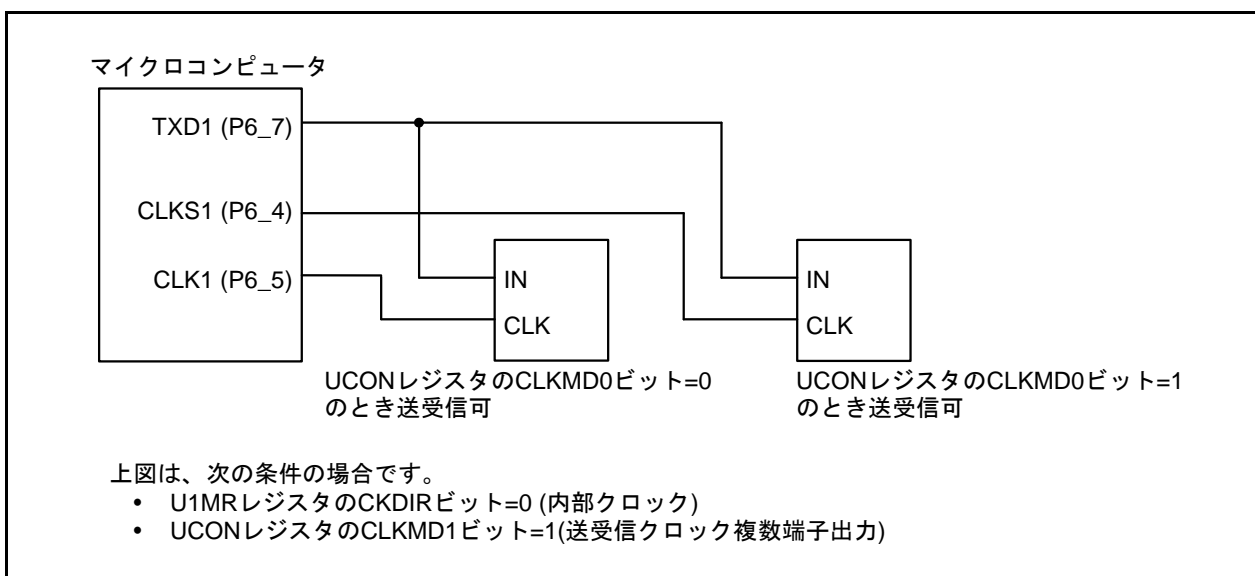 マイクロコンピュータ
TXD1 (P6_7)
CLKS1 (P6_4)
CLK1 (P6_5)
IN
CLK
IN
CLK
UCONレジスタのCLKMD0ビット=0
のとき送受信可
UCONレジスタのCLKMD0ビット=1
のとき送受信可
上図は、次の条件の場合です。
• U1MRレジスタのCKDIRビット=0 (内部クロック)
• UCONレジスタのCLKMD1ビット=1(送受信クロック複数端子出力)